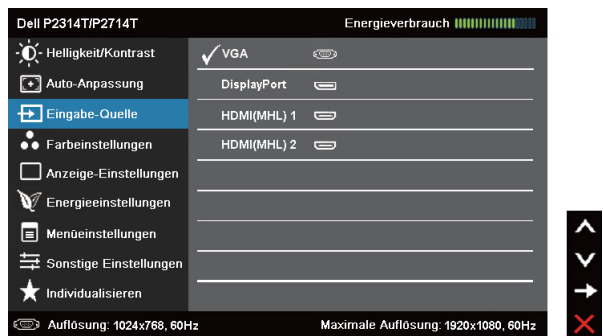 Dell P2314T/P2714T Energieverbrauch
Helligkeit/Kontrast VGA
Auto-Anpassung DisplayPort
Eingabe-Quelle HDMI(MHL) 1
Farbeinstellungen HDMI(MHL) 2
Anzeige-Einstellungen
Energieeinstellungen
Menüeinstellungen
Sonstige Einstellungen
Individualisieren
Auflösung: 1024x768, 60Hz Maximale Auflösung: 1920x1080, 60Hz